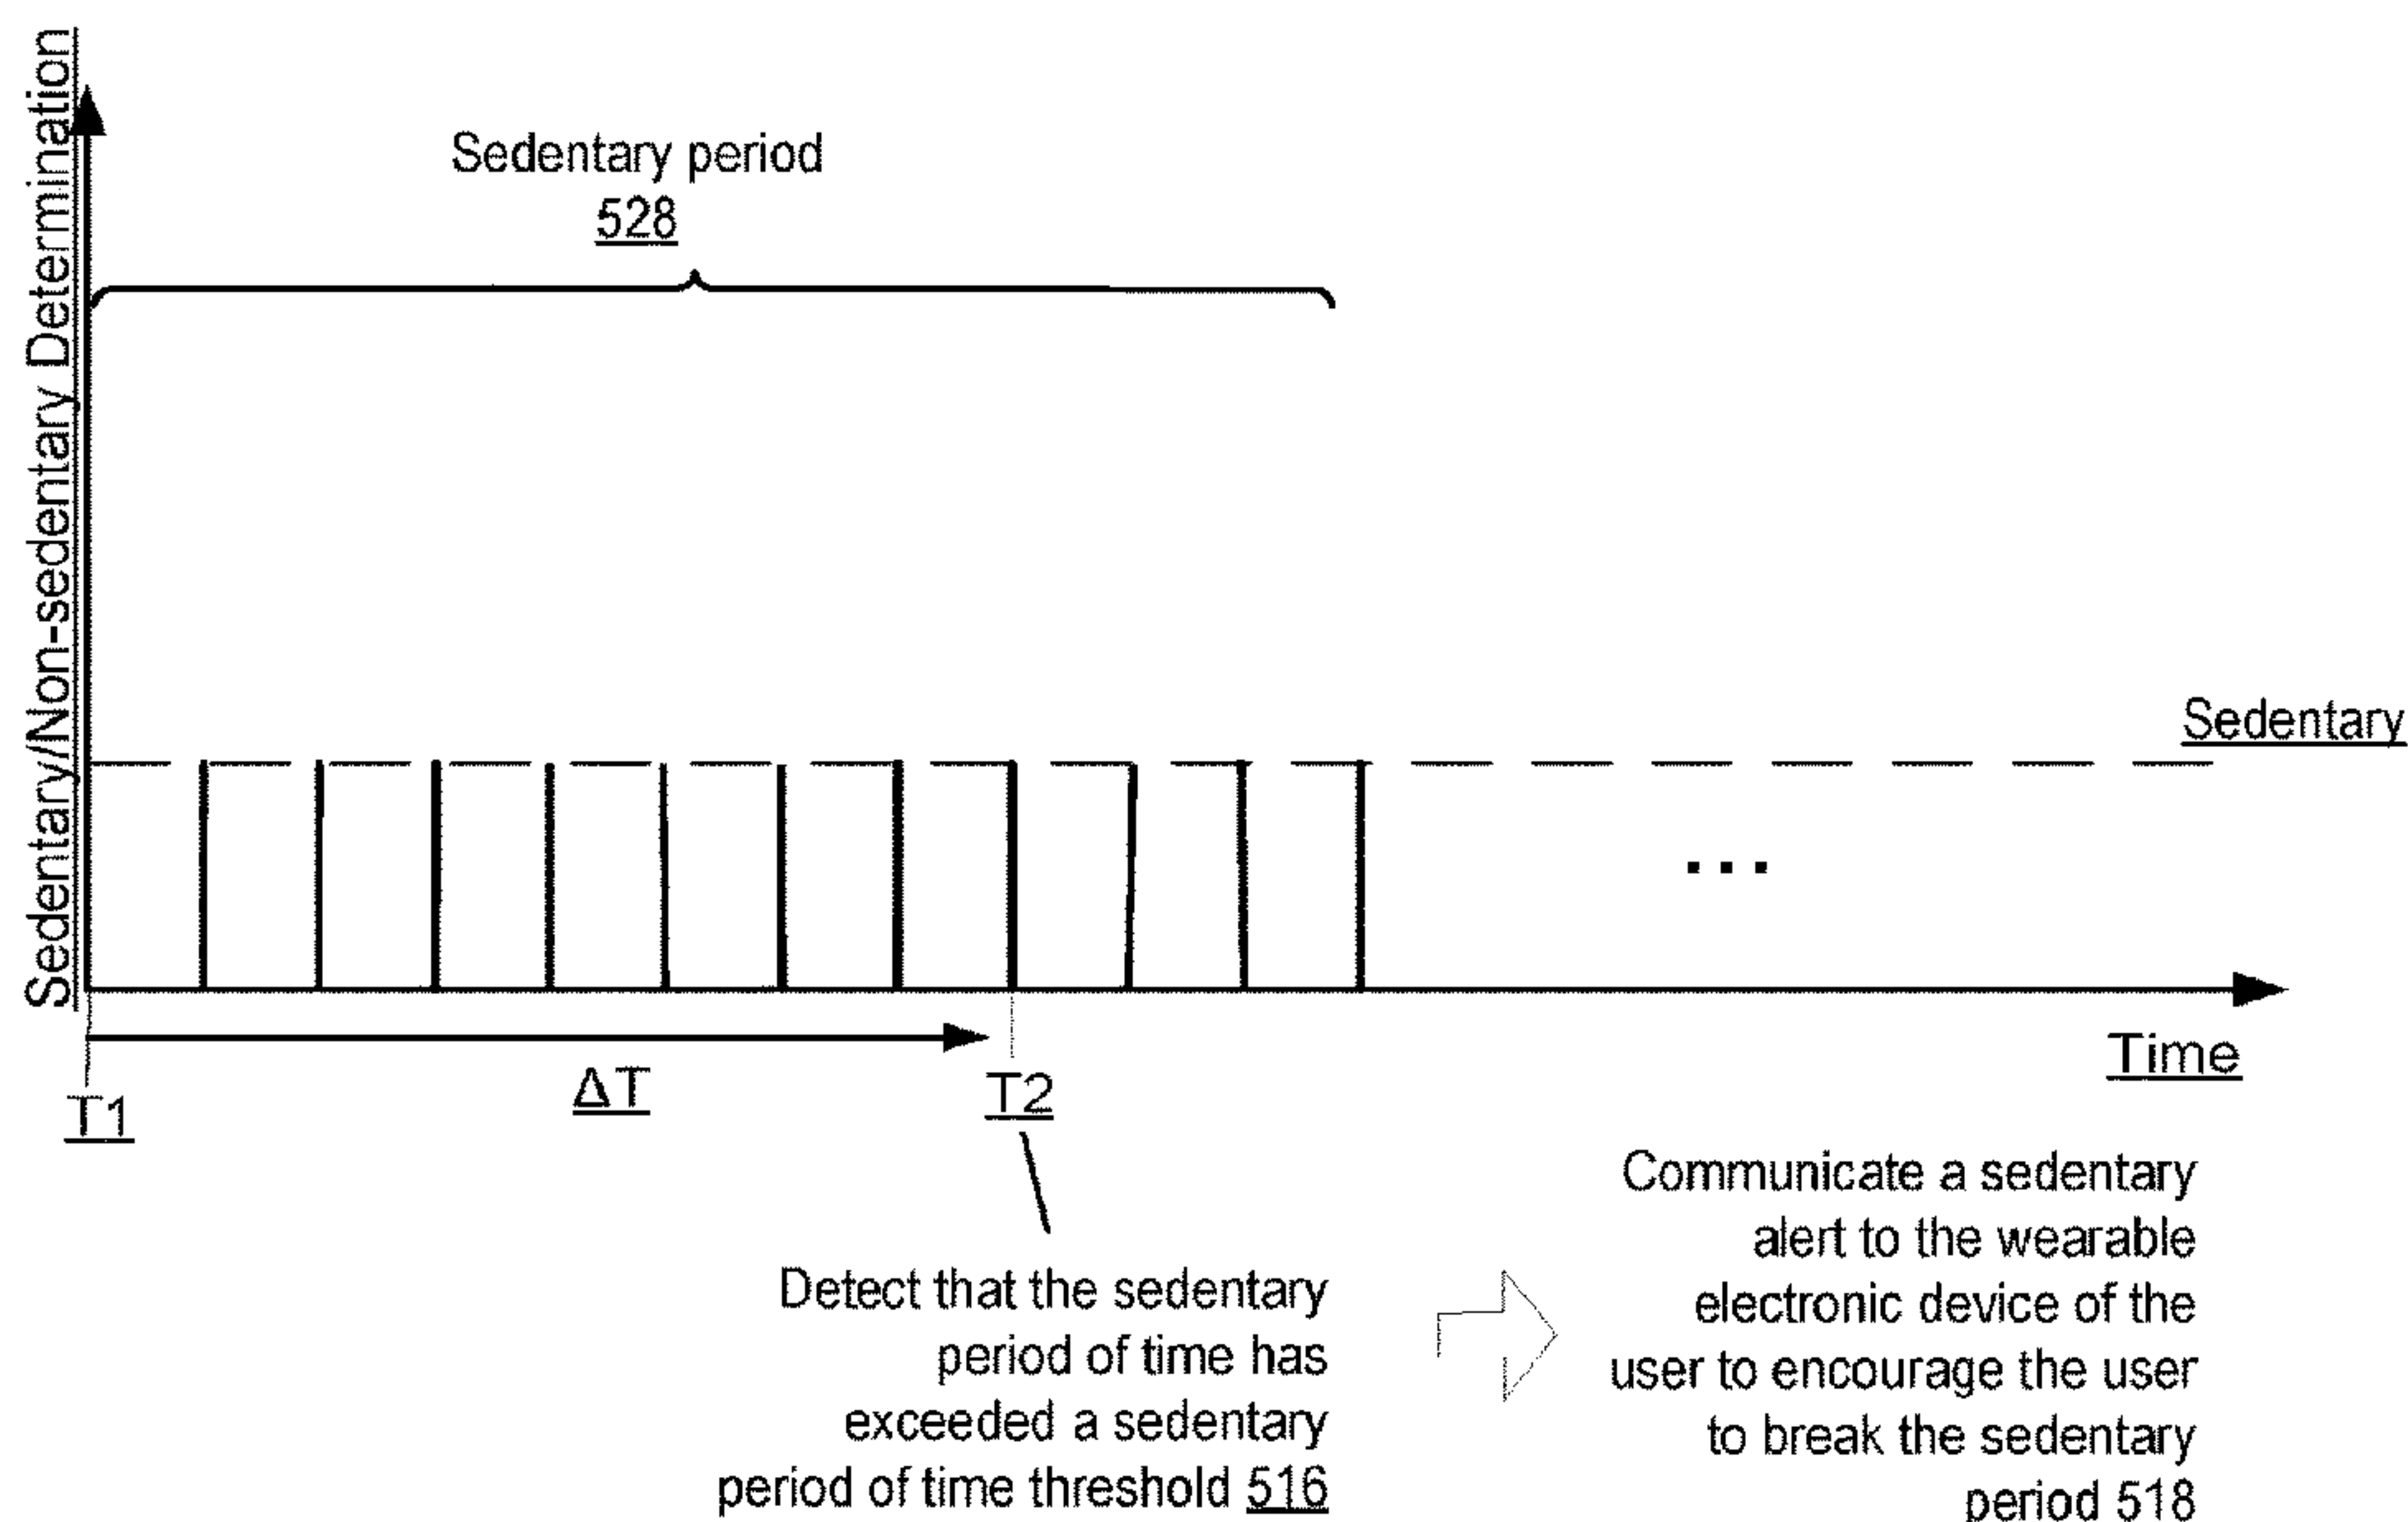 Sedentary/Non-sedentary Determination
Sedentary period
528
Sedentary
...
Time
ΔT
T1
T2
Detect that the sedentary
period of time has
exceeded a sedentary
period of time threshold 516
Communicate a sedentary
alert to the wearable
electronic device of the
user to encourage the user
to break the sedentary
period 518